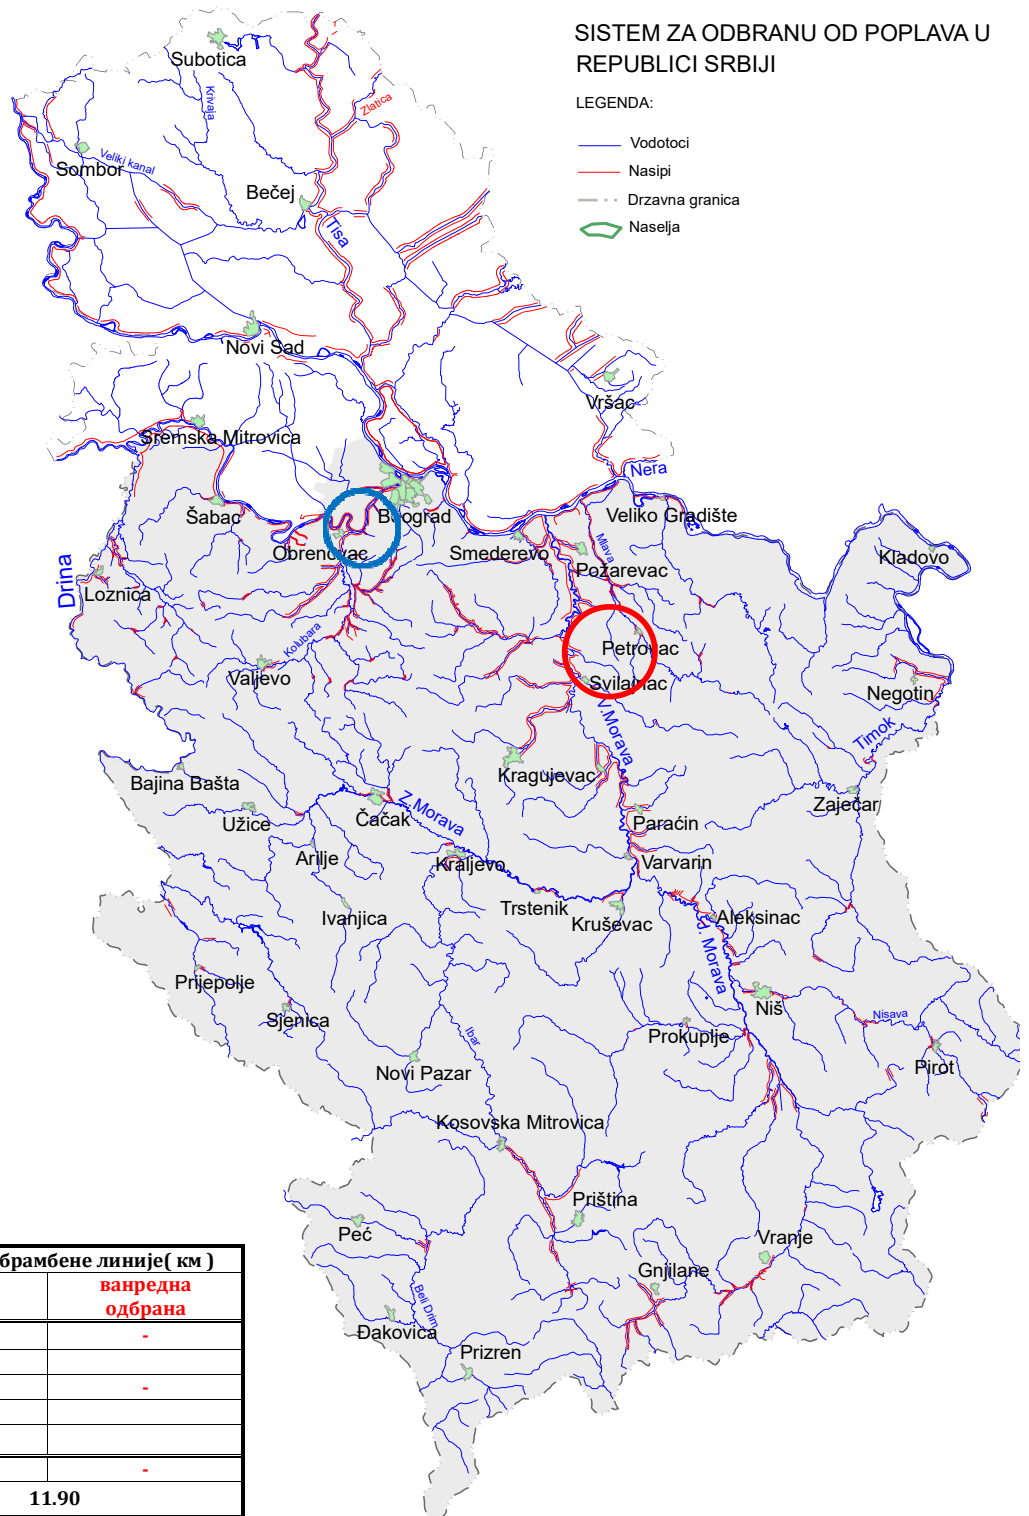 SISTEM ZA ODBRANU OD POPLAVA U
REPUBLICI SRBIJI
LEGENDA:
Vodotoci
Nasipi
Drzavna granica
Naselja
Subotica
Krivaja
Zlatica
Sombor
Veliki kanal
Bečej
Tisa
Novi Sad
Vršac
Sremska Mitrovica
Nera
Šabac
Beograd
Veliko Gradište
Obrenovac
Smederevo
Mlava
Požarevac
Kladovo
Drina
Loznica
Kolubara
Petrovac
Valjevo
Svilajnac
Negotin
V.Morava
Timok
Kragujevac
Bajina Bašta
Zaječar
Užice
Čačak
Z.Morava
Paraćin
Arilje
Kraljevo
Varvarin
Ivanjica
Trstenik
Kruševac
Aleksinac
J. Morava
Prijepolje
Niš
Sjenica
Ibar
Prokuplje
Nisava
Novi Pazar
Pirot
Kosovska Mitrovica
Priština
Peć
Vranje
Gnjilane
Beli Drim
Đakovica
Prizren
брамбене линије( км )
ванредна
одбрана
-
-
-
11.90